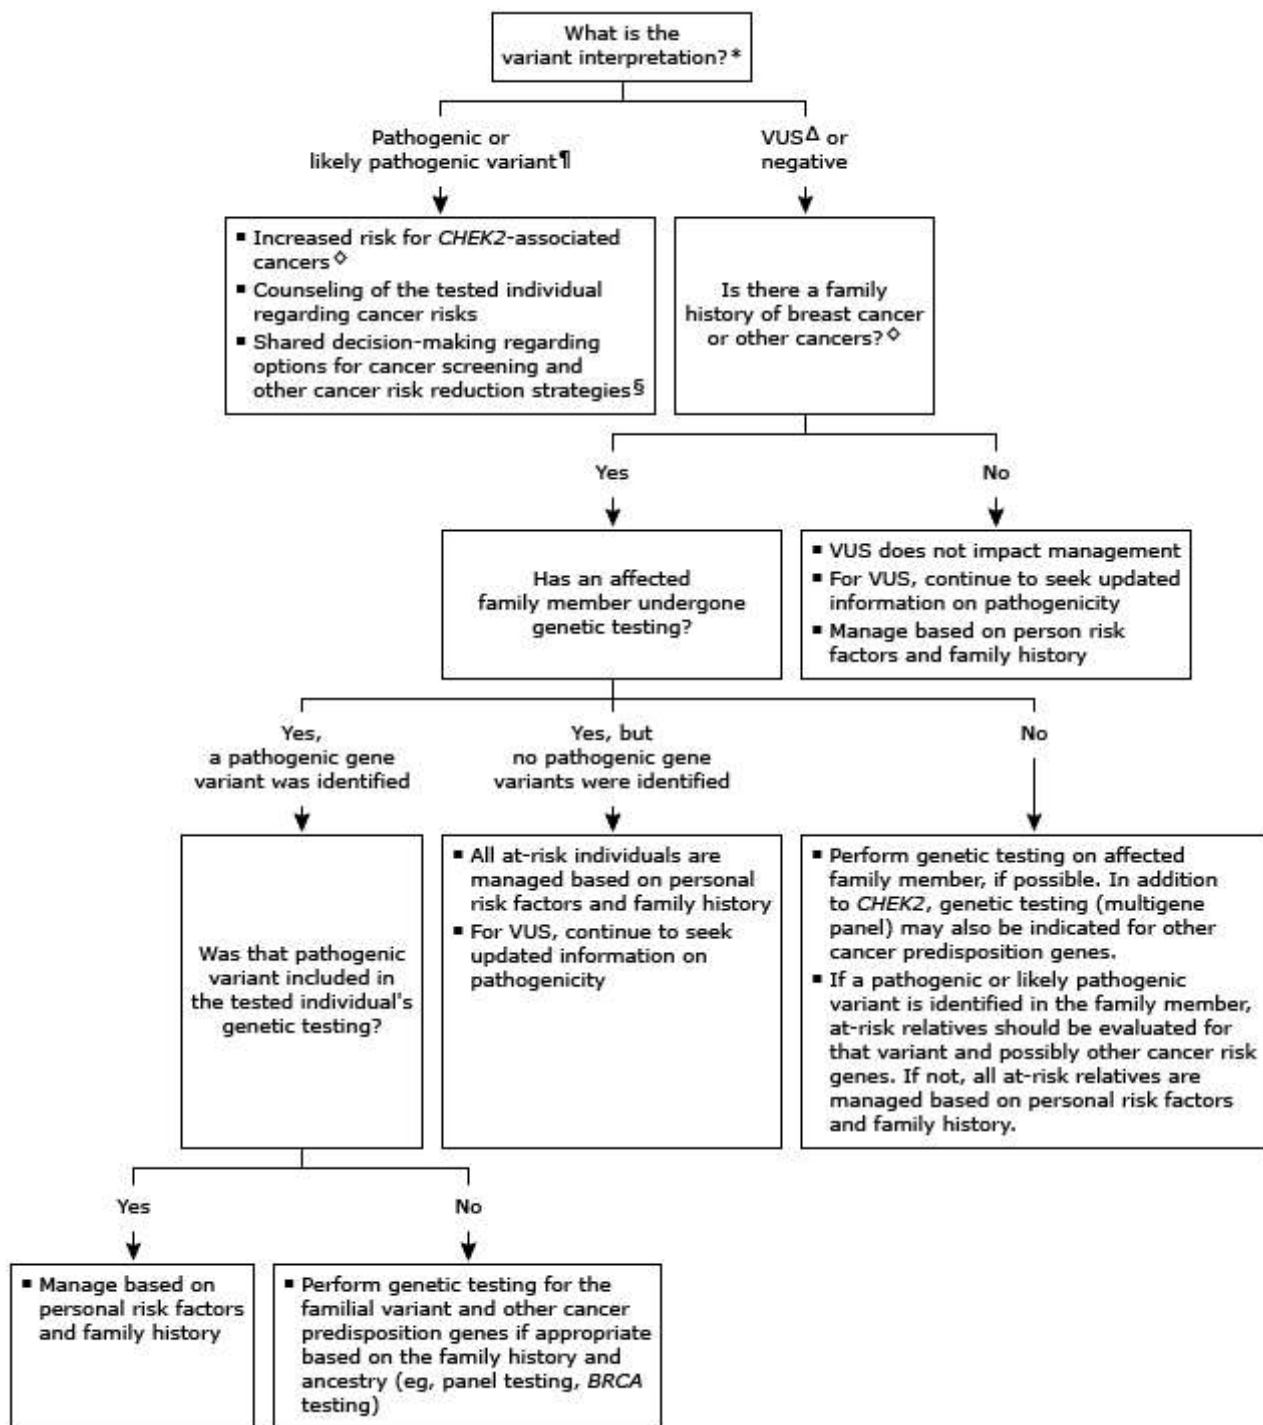 What is the
variant interpretation?*
Pathogenic or
likely pathogenic variant¶
VUSΔ or
negative
▪ Increased risk for CHEK2-associated
cancers◇
▪ Counseling of the tested individual
regarding cancer risks
▪ Shared decision-making regarding
options for cancer screening and
other cancer risk reduction strategies§
Is there a family
history of breast cancer
or other cancers?◇
Yes
No
Has an affected
family member undergone
genetic testing?
▪ VUS does not impact management
▪ For VUS, continue to seek updated
information on pathogenicity
▪ Manage based on person risk
factors and family history
Yes,
a pathogenic gene
variant was identified
Yes, but
no pathogenic gene
variants were identified
No
Was that pathogenic
variant included in
the tested individual's
genetic testing?
▪ All at-risk individuals are
managed based on personal
risk factors and family history
▪ For VUS, continue to seek
updated information on
pathogenicity
▪ Perform genetic testing on affected
family member, if possible. In addition
to CHEK2, genetic testing (multigene
panel) may also be indicated for other
cancer predisposition genes.
▪ If a pathogenic or likely pathogenic
variant is identified in the family member,
at-risk relatives should be evaluated for
that variant and possibly other cancer risk
genes. If not, all at-risk relatives are
managed based on personal risk factors
and family history.
Yes
No
▪ Manage based on
personal risk factors
and family history
▪ Perform genetic testing for the
familial variant and other cancer
predisposition genes if appropriate
based on the family history and
ancestry (eg, panel testing, BRCA
testing)